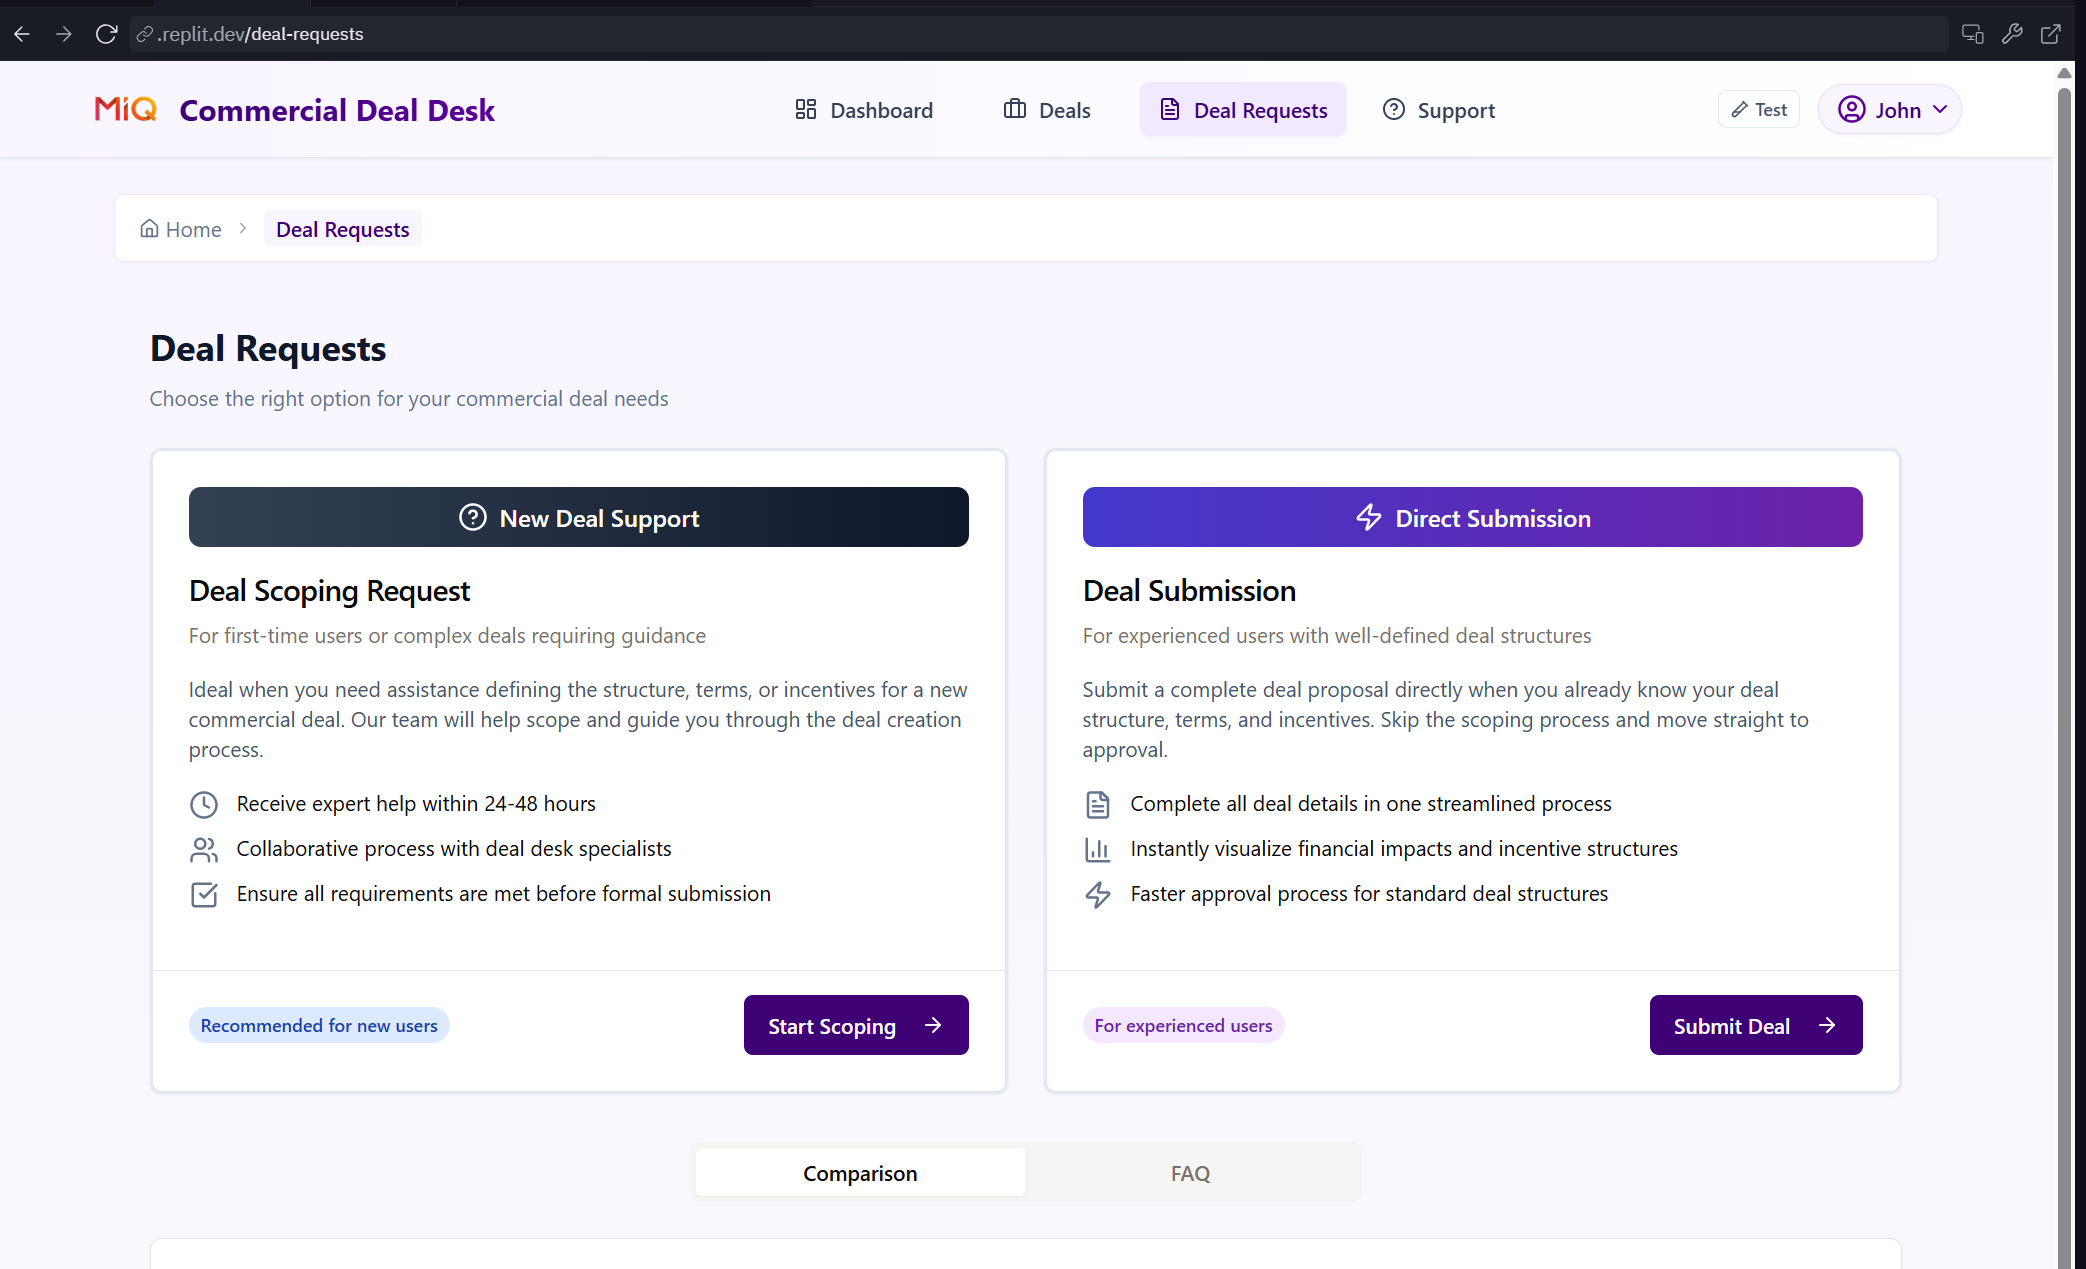 .replit.dev/deal-requests
MiQ Commercial Deal Desk
Dashboard
Deals
Deal Requests
Support
Test
John
Home
Deal Requests
Deal Requests
Choose the right option for your commercial deal needs
New Deal Support
Deal Scoping Request
For first-time users or complex deals requiring guidance
Ideal when you need assistance defining the structure, terms, or incentives for a new
commercial deal. Our team will help scope and guide you through the deal creation
process.
Receive expert help within 24-48 hours
Collaborative process with deal desk specialists
Ensure all requirements are met before formal submission
Recommended for new users
Start Scoping
Direct Submission
Deal Submission
For experienced users with well-defined deal structures
Submit a complete deal proposal directly when you already know your deal
structure, terms, and incentives. Skip the scoping process and move straight to
approval.
Complete all deal details in one streamlined process
Instantly visualize financial impacts and incentive structures
Faster approval process for standard deal structures
For experienced users
Submit Deal
Comparison
FAQ